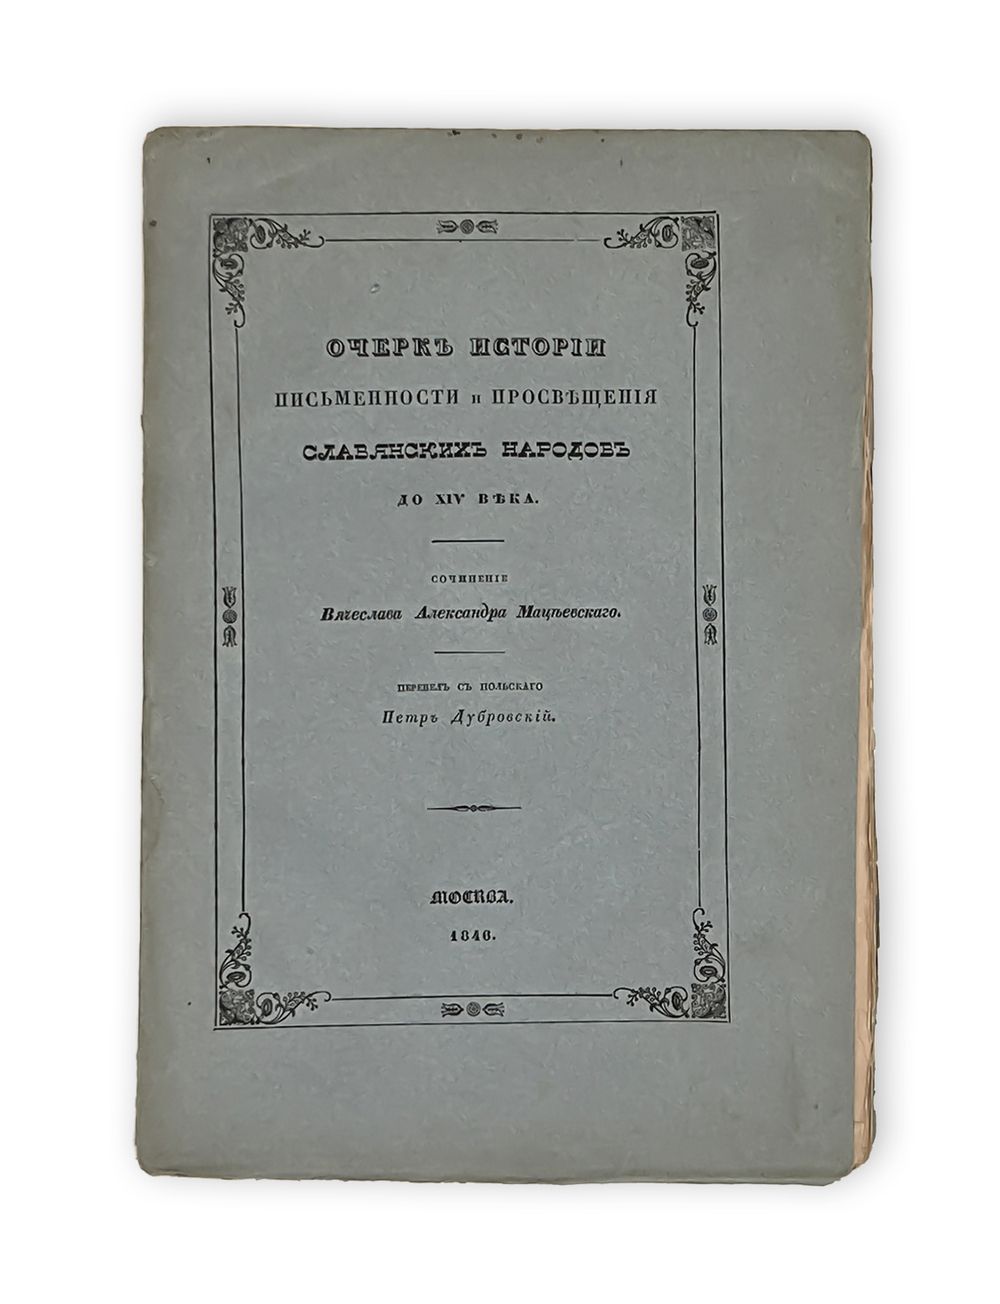 ОЧЕРКЪ ИСТОРІИ
ПИСЬМЕННОСТИ и ПРОСВѢЩЕНІЯ
СЛАВЯНСКИХЪ НАРОДОВЪ
ДО XIV ВѢКА.
СОЧИНЕНІЕ
Вячеслава Александра Мацѣевскаго.
ПЕРЕВЕЛЪ СЪ ПОЛЬСКАГО
Петръ Дубровскій.
МОСКВА.
1846.